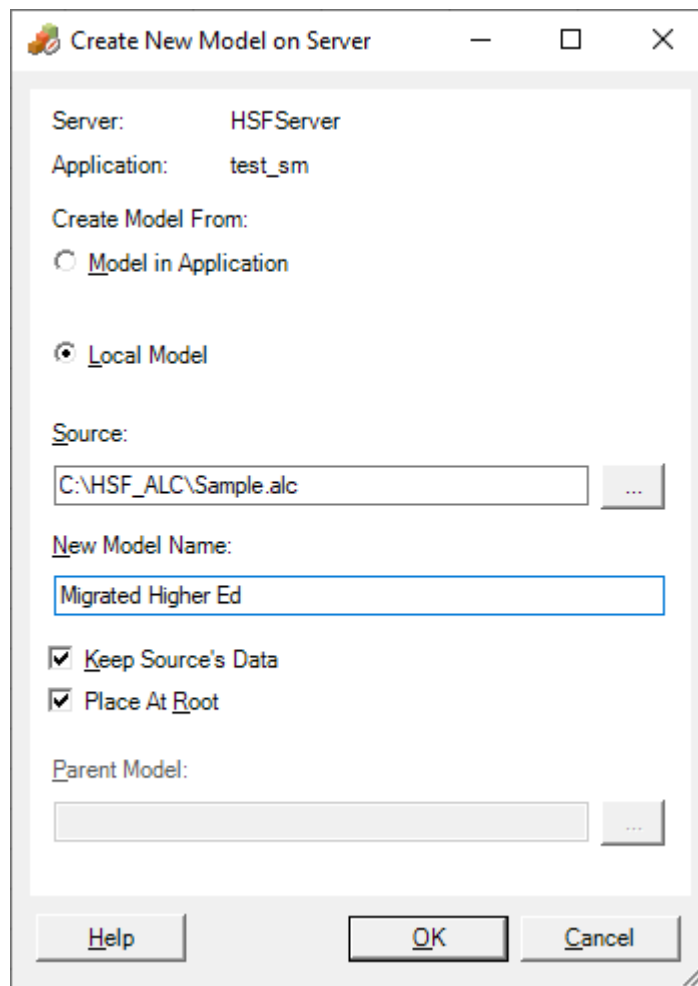 Create New Model on Server
Server: HSFServer
Application: test_sm
Create Model From:
Model in Application
Local Model
Source:
C:\HSF_ALC\Sample.alc ...
New Model Name:
Migrated Higher Ed
Keep Source's Data
Place At Root
Parent Model:
...
Help OK Cancel